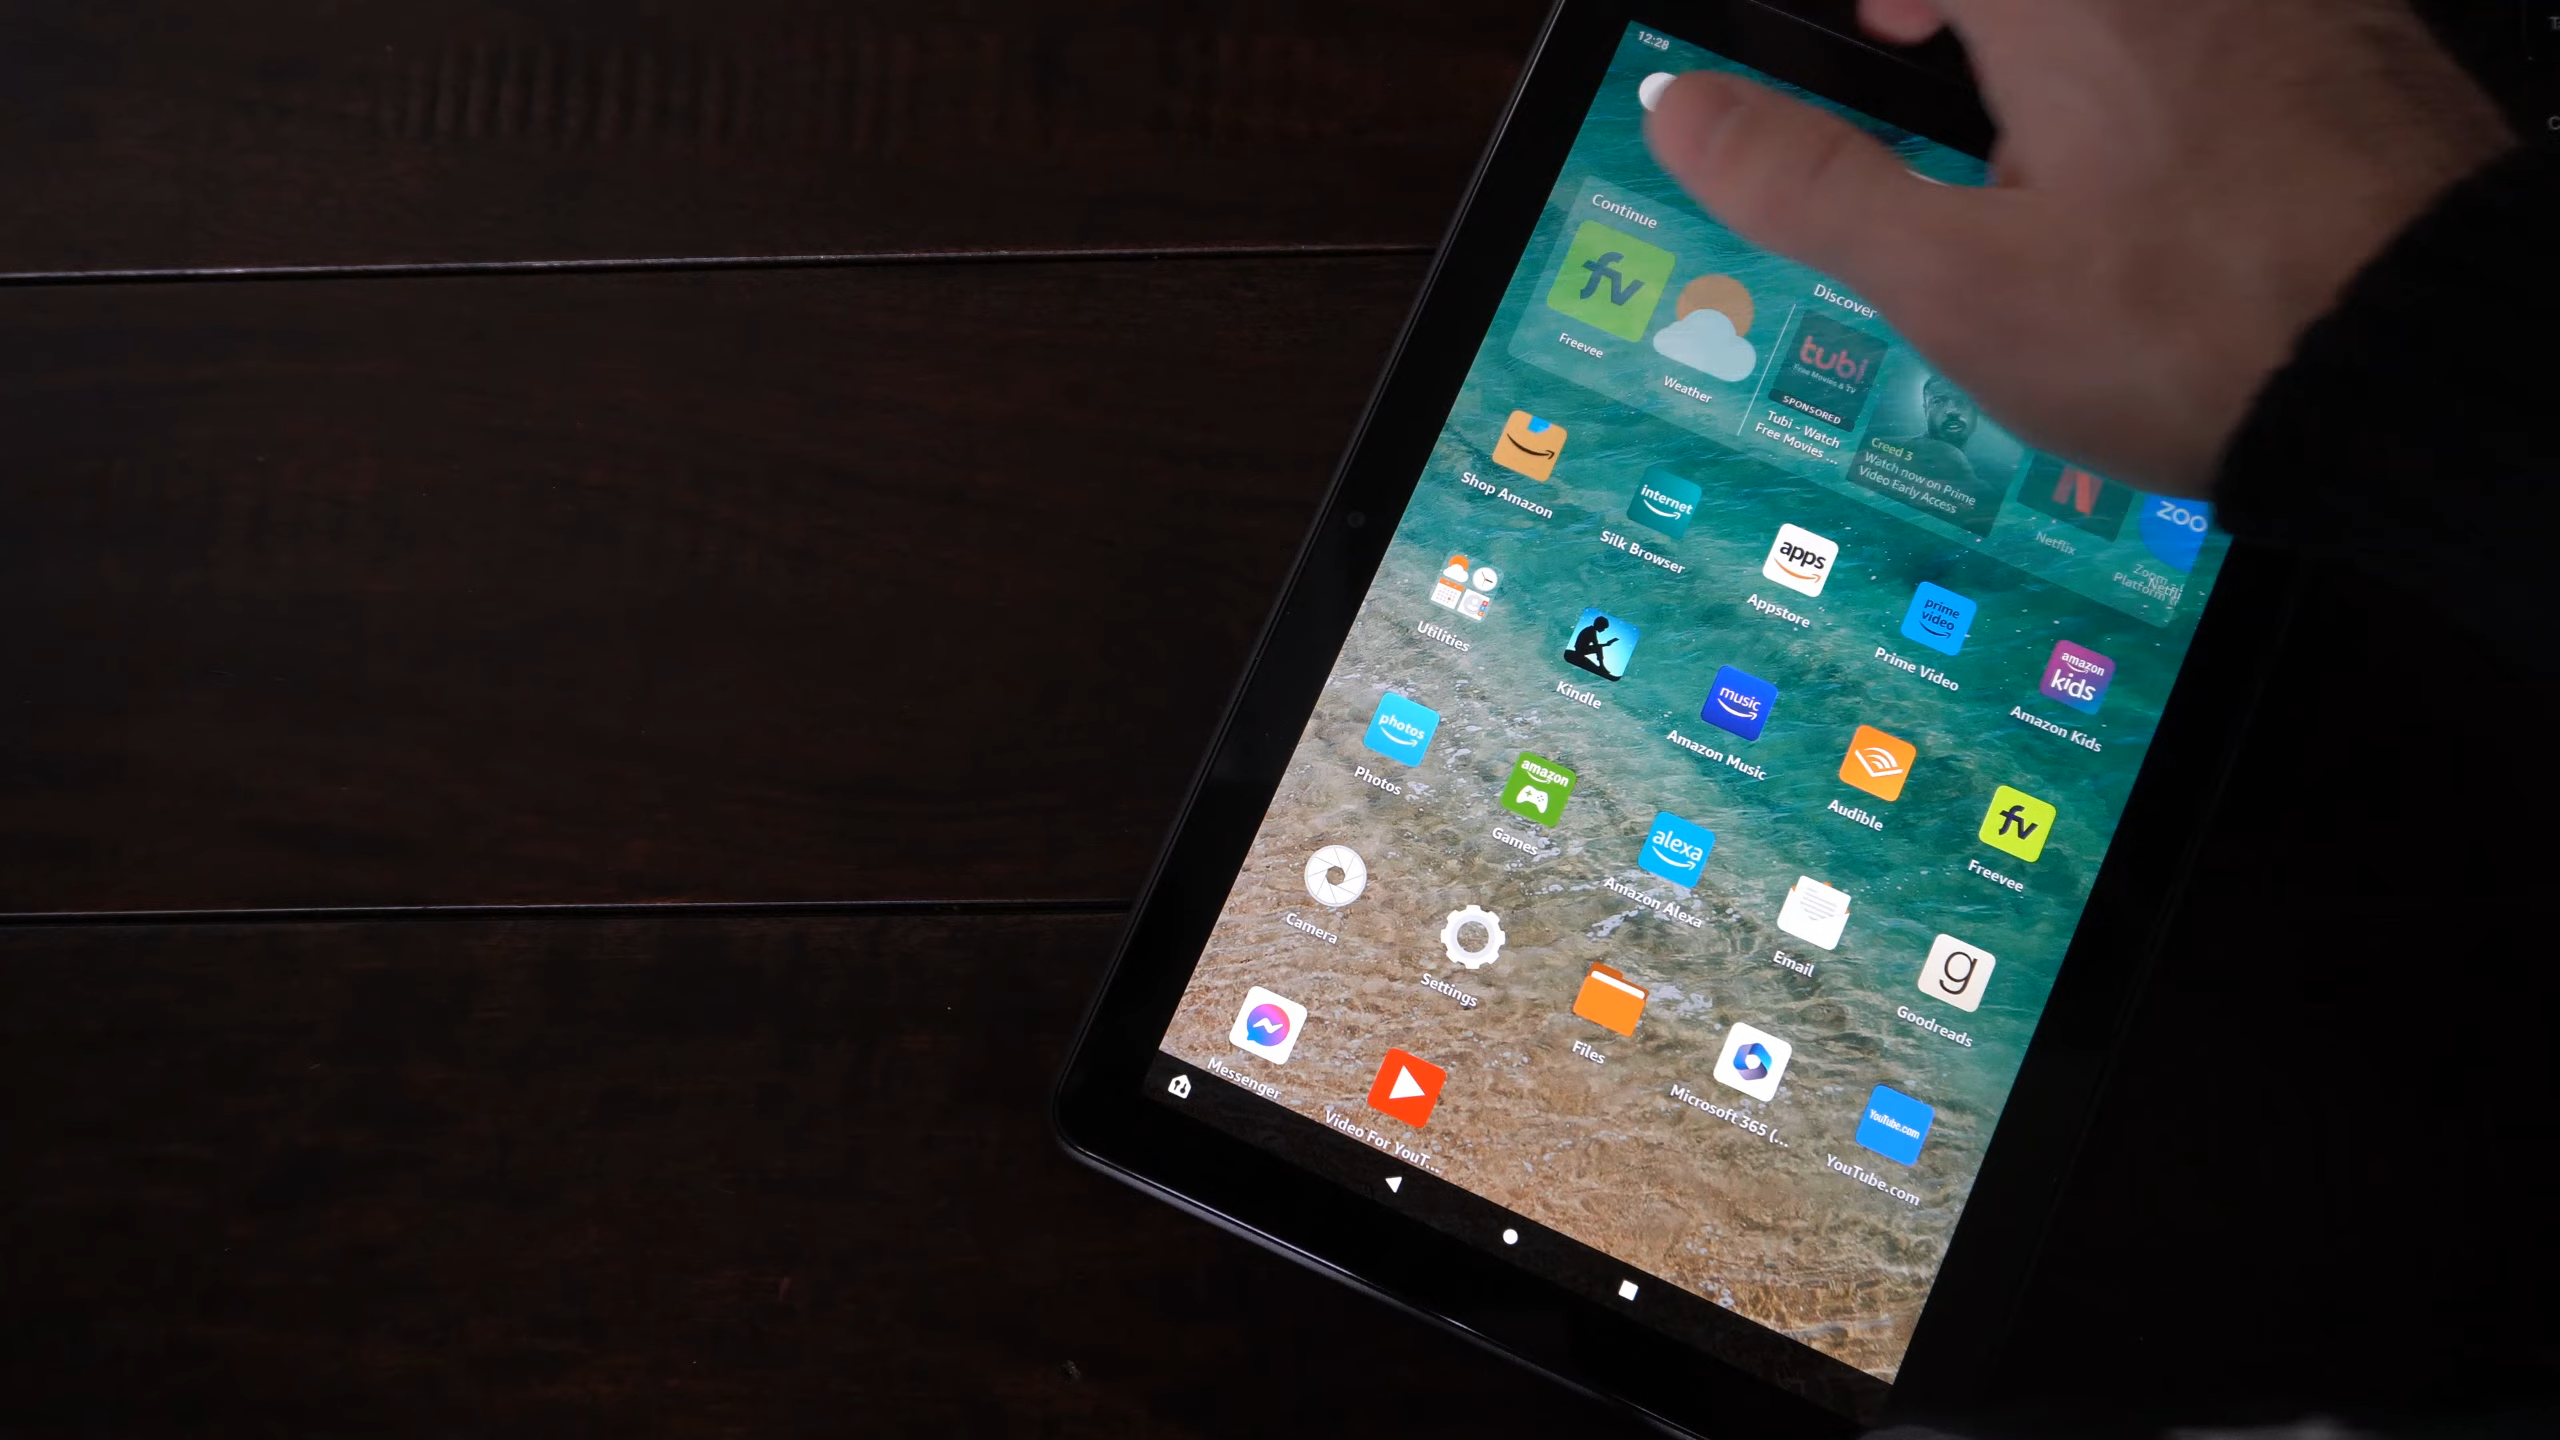 12:28
Continue
Discover
fv
Freevee
Weather
tubi
Free Movies & TV
SPONSORED
Tubi - Watch
Free Movies ...
Creed 3
Watch now on Prime
Video Early Access
N
Netflix
ZOO
Shop Amazon
internet
Silk Browser
apps
Appstore
prime
video
Prime Video
amazon
kids
Amazon Kids
Utilities
Kindle
music
Amazon Music
Audible
fv
Freevee
photos
Photos
amazon
Games
alexa
Amazon Alexa
Email
g
Goodreads
Camera
Settings
Files
Microsoft 365 (...
YouTube.com
YouTube.com
Messenger
Video For YouT...